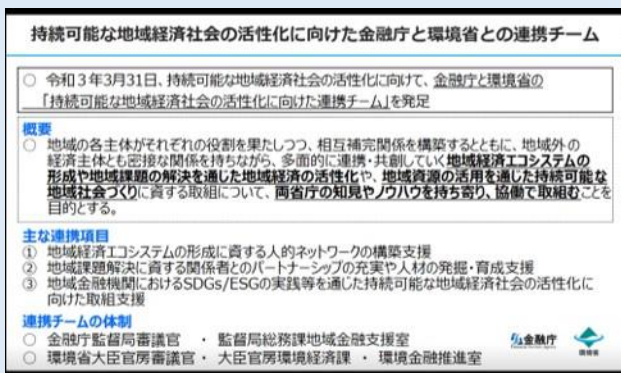 持続可能な地域経済社会の活性化に向けた金融庁と環境省との連携チーム
○ 令和3年3月31日、持続可能な地域経済社会の活性化に向けて、金融庁と環境省の
「持続可能な地域経済社会の活性化に向けた連携チーム」を発足
概要
○ 地域の各主体がそれぞれの役割を果たしつつ、相互補完関係を構築するとともに、地域外の
経済主体とも密接な関係を持ちながら、多面的に連携・共創していく地域経済エコシステムの
形成や地域課題の解決を通じた地域経済の活性化や、地域資源の活用を通じた持続可能な
地域社会づくりに資する取組について、両省庁の知見やノウハウを持ち寄り、協働で取組むことを
目的とする。
主な連携項目
① 地域経済エコシステムの形成に資する人的ネットワークの構築支援
② 地域課題解決に資する関係者とのパートナーシップの充実や人材の発掘・育成支援
③ 地域金融機関におけるSDGs/ESGの実践等を通じた持続可能な地域経済社会の活性化に
向けた取組支援
連携チームの体制
○ 金融庁監督局審議官 ・ 監督局総務課地域金融支援室
○ 環境省大臣官房審議官・ 大臣官房環境経済課 ・ 環境金融推進室
金融庁
環境省